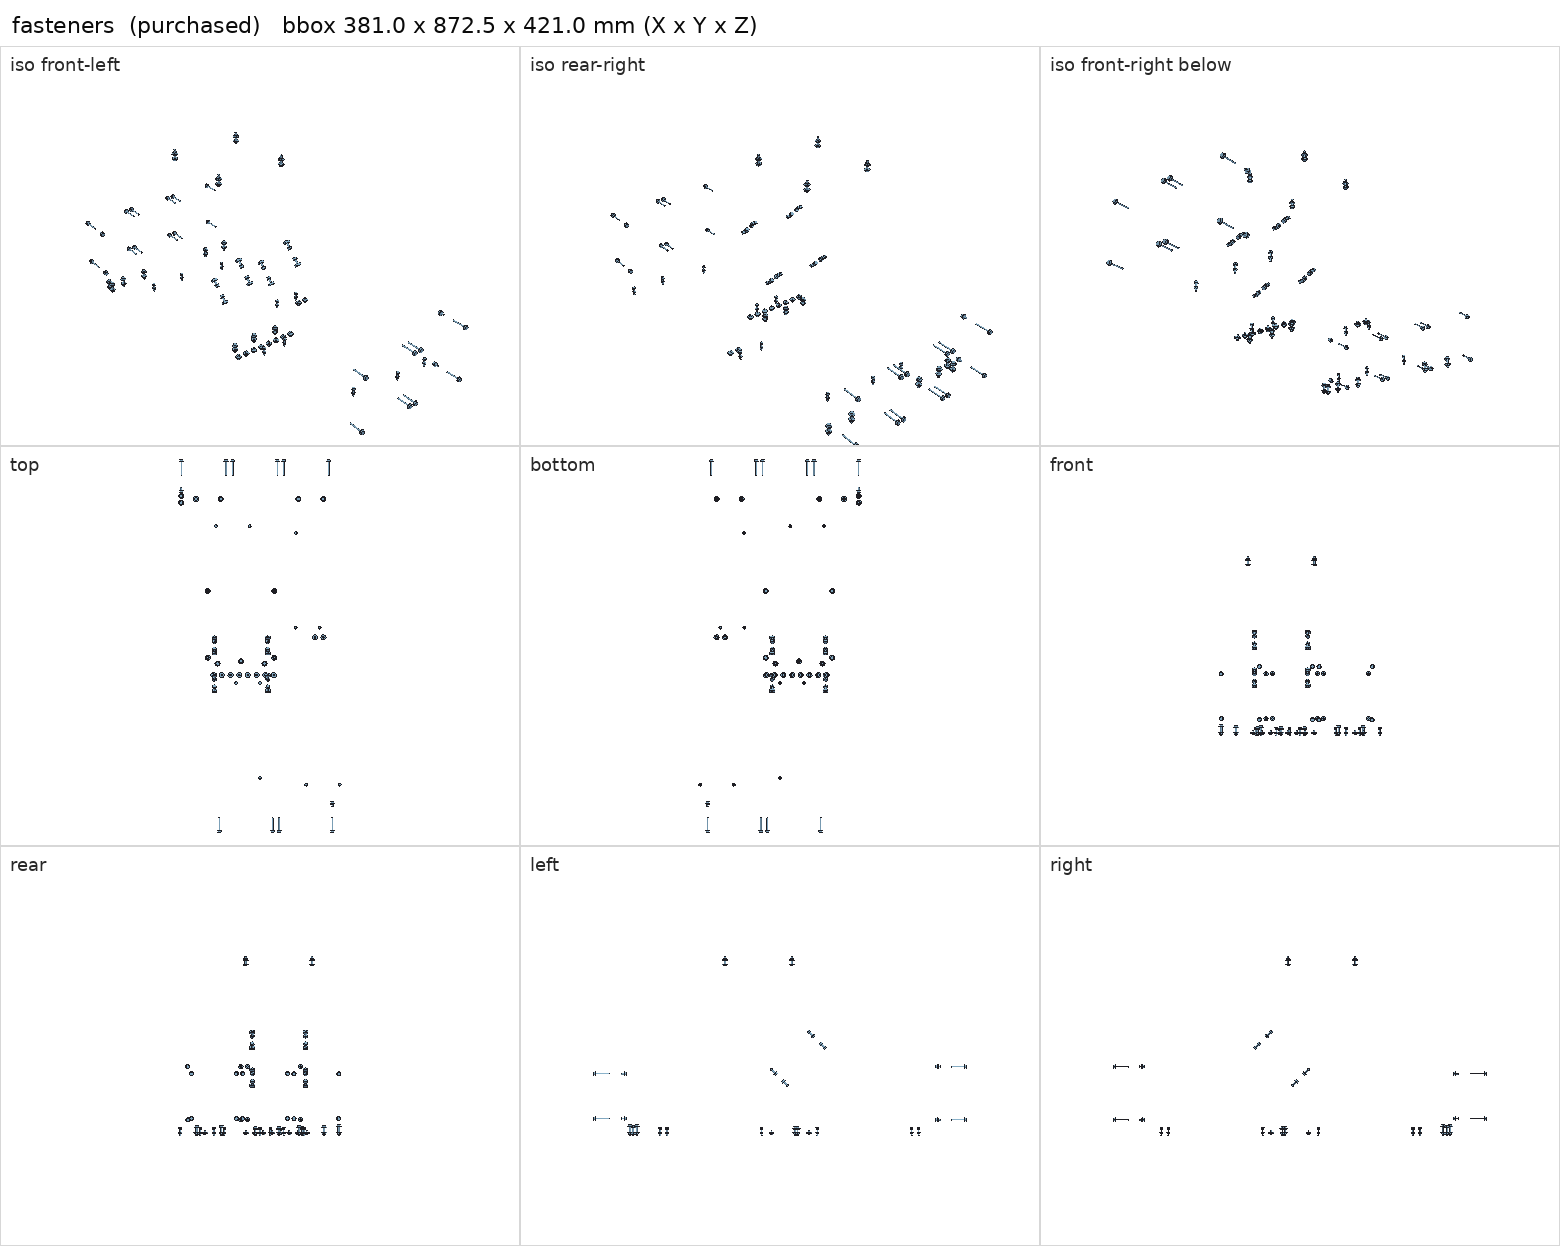 fasteners  (purchased)   bbox 381.0 x 872.5 x 421.0 mm (X x Y x Z)
iso front-left
iso rear-right
iso front-right below
top
bottom
front
rear
left
right